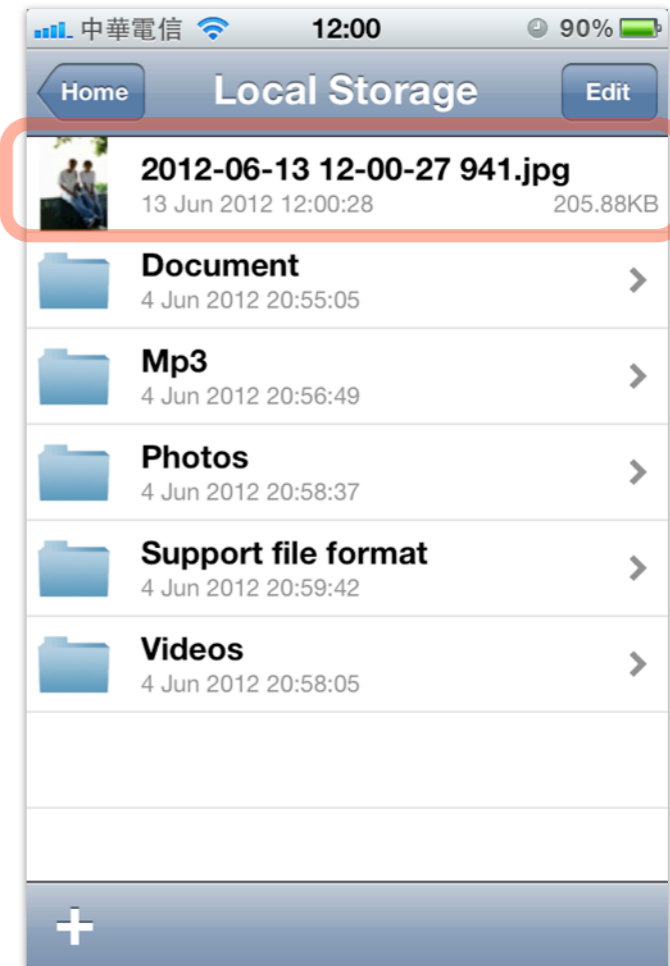 中華電信 12:00 90%
Home Local Storage Edit
2012-06-13 12-00-27 941.jpg
13 Jun 2012 12:00:28 205.88KB
Document
4 Jun 2012 20:55:05
Mp3
4 Jun 2012 20:56:49
Photos
4 Jun 2012 20:58:37
Support file format
4 Jun 2012 20:59:42
Videos
4 Jun 2012 20:58:05